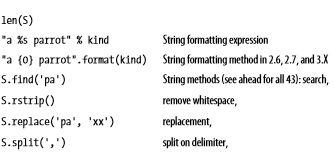 len(S)
"a %s parrot" % kind String formatting expression
"a {0} parrot".format(kind) String formatting method in 2.6, 2.7, and 3.X
S.find('pa') String methods (see ahead for all 43): search,
S.rstrip() remove whitespace,
S.replace('pa', 'xx') replacement,
S.split(',') split on delimiter,